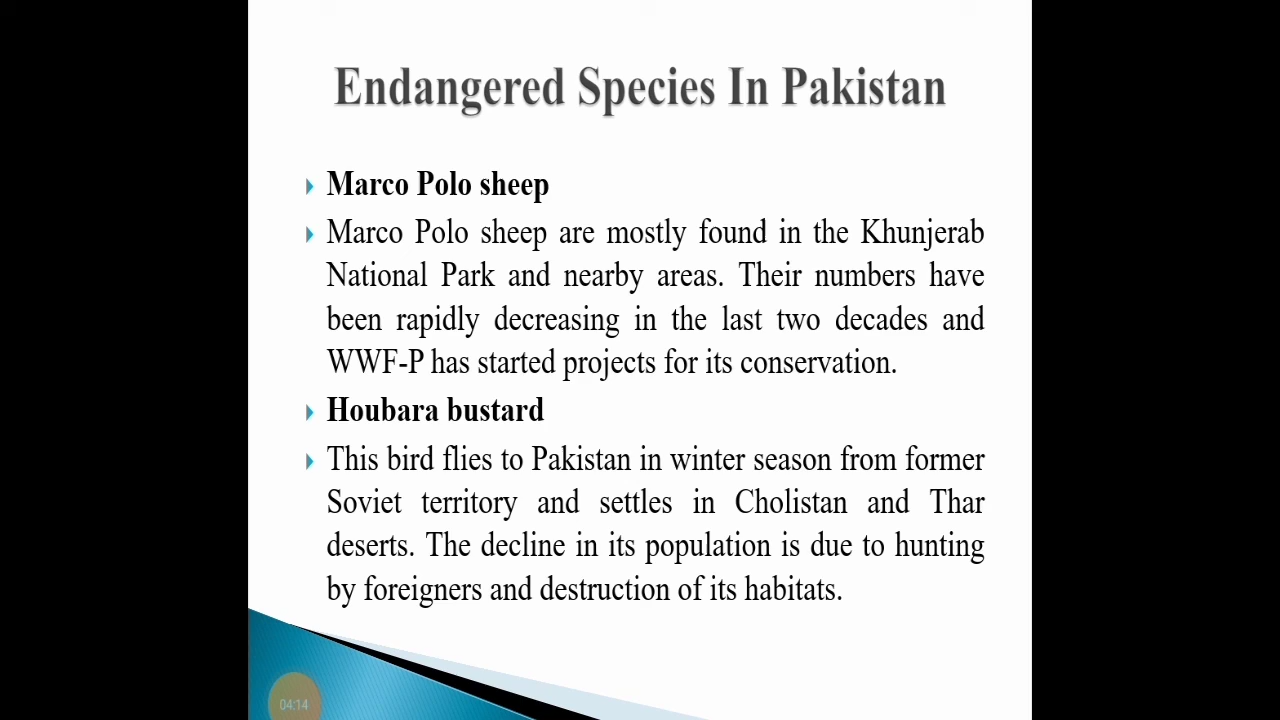 Endangered Species In Pakistan
Marco Polo sheep
Marco Polo sheep are mostly found in the Khunjerab
National Park and nearby areas. Their numbers have
been rapidly decreasing in the last two decades and
WWF-P has started projects for its conservation.
Houbara bustard
This bird flies to Pakistan in winter season from former
Soviet territory and settles in Cholistan and Thar
deserts. The decline in its population is due to hunting
by foreigners and destruction of its habitats.
04:14